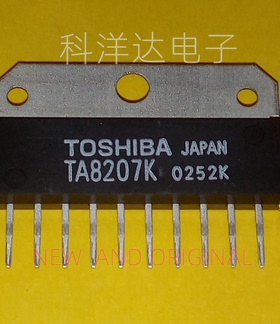 科洋达电子
TOSHIBA JAPAN
TA8207K 0252K
NEW AND ORIGINAL